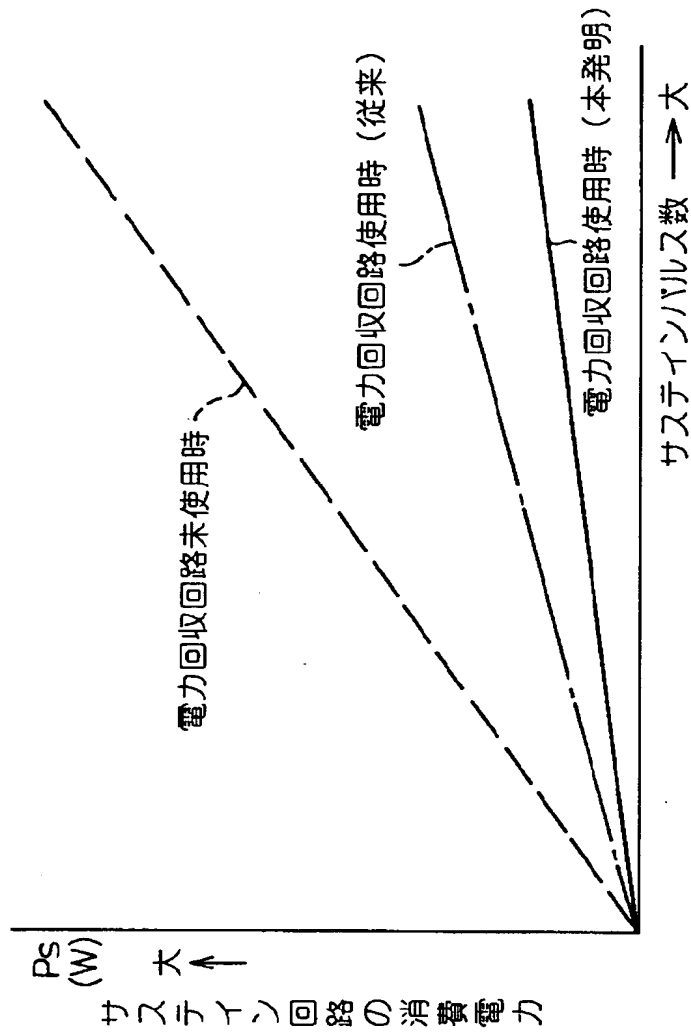 Ps
(W)
大
サスティン回路の消費電力
電力回収回路未使用時
電力回収回路使用時（従来）
電力回収回路使用時（本発明）
サスティンパルス数 → 大